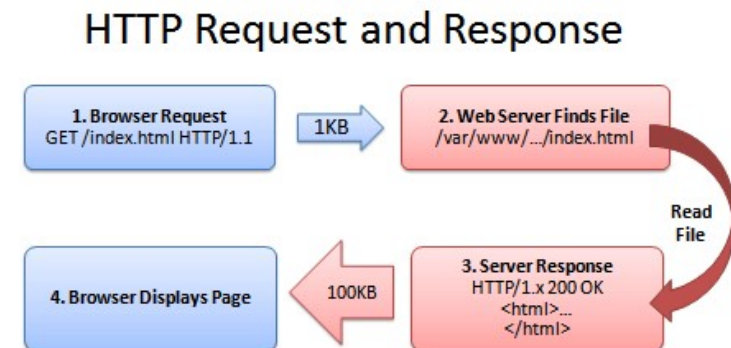 HTTP Request and Response
1. Browser Request
GET /index.html HTTP/1.1
1KB
2. Web Server Finds File
/var/www/.../index.html
Read
File
3. Server Response
HTTP/1.x 200 OK
<html>...
</html>
100KB
4. Browser Displays Page